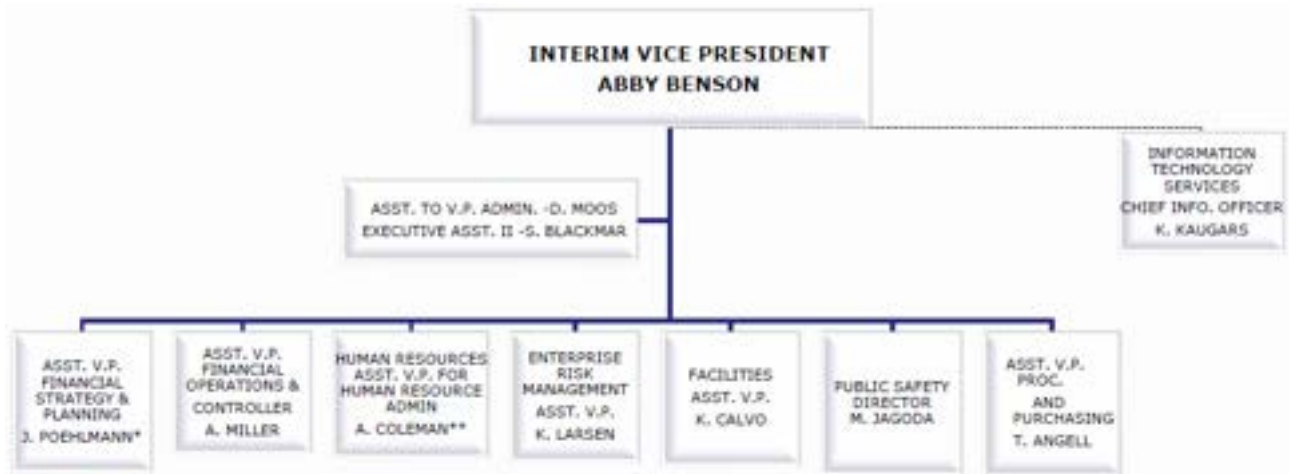 INTERIM VICE PRESIDENT
ABBY BENSON
INFORMATION
TECHNOLOGY
SERVICES
CHIEF INFO. OFFICER
K. KAUGARS
ASST. TO V.P. ADMIN. -D. MOOS
EXECUTIVE ASST. II -S. BLACKMAR
ASST. V.P.
FINANCIAL
STRATEGY &
PLANNING
J. POEHLMANN*
ASST. V.P.
FINANCIAL
OPERATIONS &
CONTROLLER
A. MILLER
HUMAN RESOURCES
ASST. V.P. FOR
HUMAN RESOURCE
ADMIN
A. COLEMAN**
ENTERPRISE
RISK
MANAGEMENT
ASST. V.P.
K. LARSEN
FACILITIES
ASST. V.P.
K. CALVO
PUBLIC SAFETY
DIRECTOR
M. JAGODA
ASST. V.P.
PROC.
AND
PURCHASING
T. ANGELL